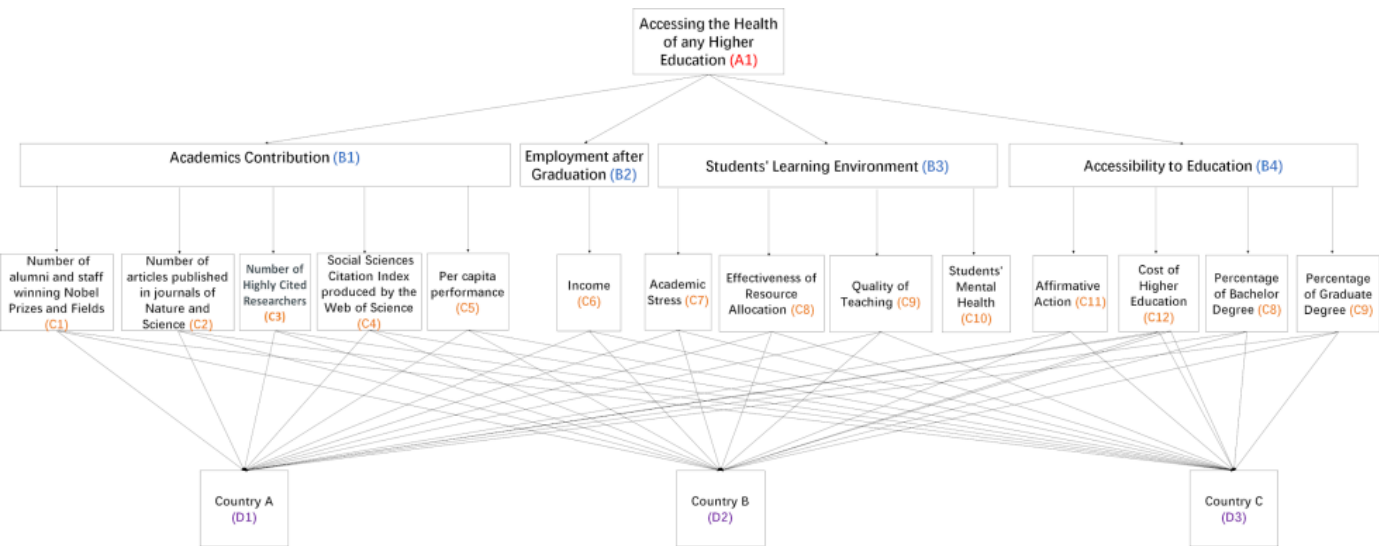 Accessing the Health
of any Higher
Education (A1)
Academics Contribution (B1)
Employment after
Graduation (B2)
Students' Learning Environment (B3)
Accessibility to Education (B4)
Number of
alumni and staff
winning Nobel
Prizes and Fields
(C1)
Number of
articles published
in journals of
Nature and
Science (C2)
Number of
Highly Cited
Researchers
(C3)
Social Sciences
Citation Index
produced by the
Web of Science
(C4)
Per capita
performance
(C5)
Income
(C6)
Academic
Stress (C7)
Effectiveness of
Resource
Allocation (C8)
Quality of
Teaching (C9)
Students'
Mental
Health
(C10)
Affirmative
Action (C11)
Cost of
Higher
Education
(C12)
Percentage
of Bachelor
Degree (C8)
Percentage
of Graduate
Degree (C9)
Country A
(D1)
Country B
(D2)
Country C
(D3)